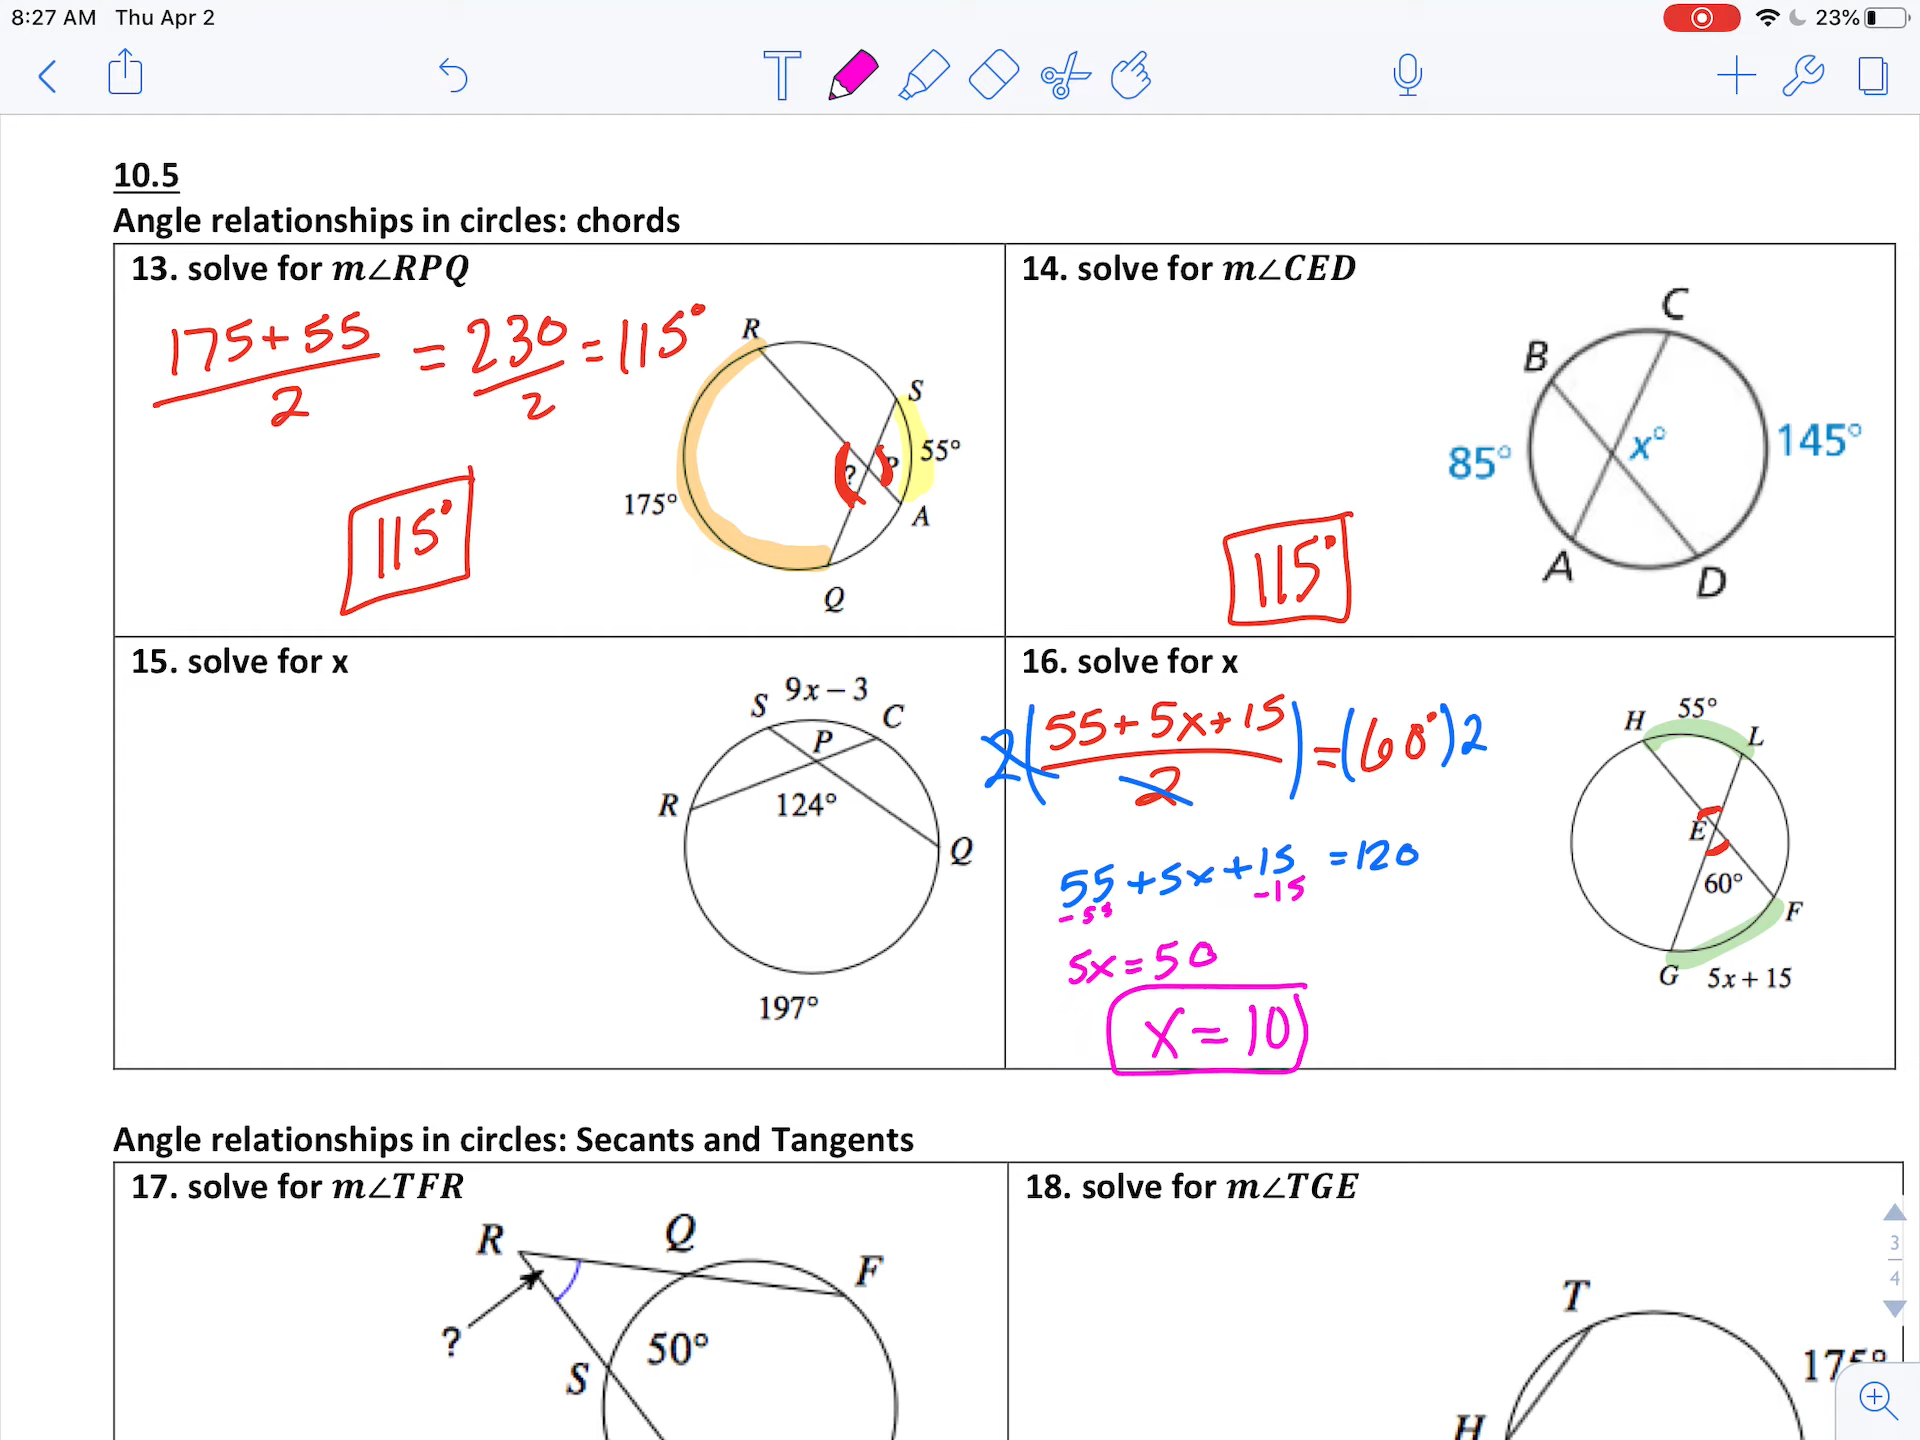 8:27 AM Thu Apr 2
23%
10.5
Angle relationships in circles: chords
13. solve for m∠RPQ
175+55
2
= 230
2
= 115°
115°
R
S
55°
P
?
175°
A
Q
14. solve for m∠CED
C
B
x°
145°
85°
A
D
115°
15. solve for x
9x – 3
S
C
P
R
124°
Q
197°
16. solve for x
2(55+5x+15
2) = (60°)2
55+5x+15 = 120
-55 -15
5x = 50
x = 10
55°
H
L
E
60°
F
G
5x + 15
Angle relationships in circles: Secants and Tangents
17. solve for m∠TFR
R
Q
F
?
50°
S
18. solve for m∠TGE
T
175°
H
3
4